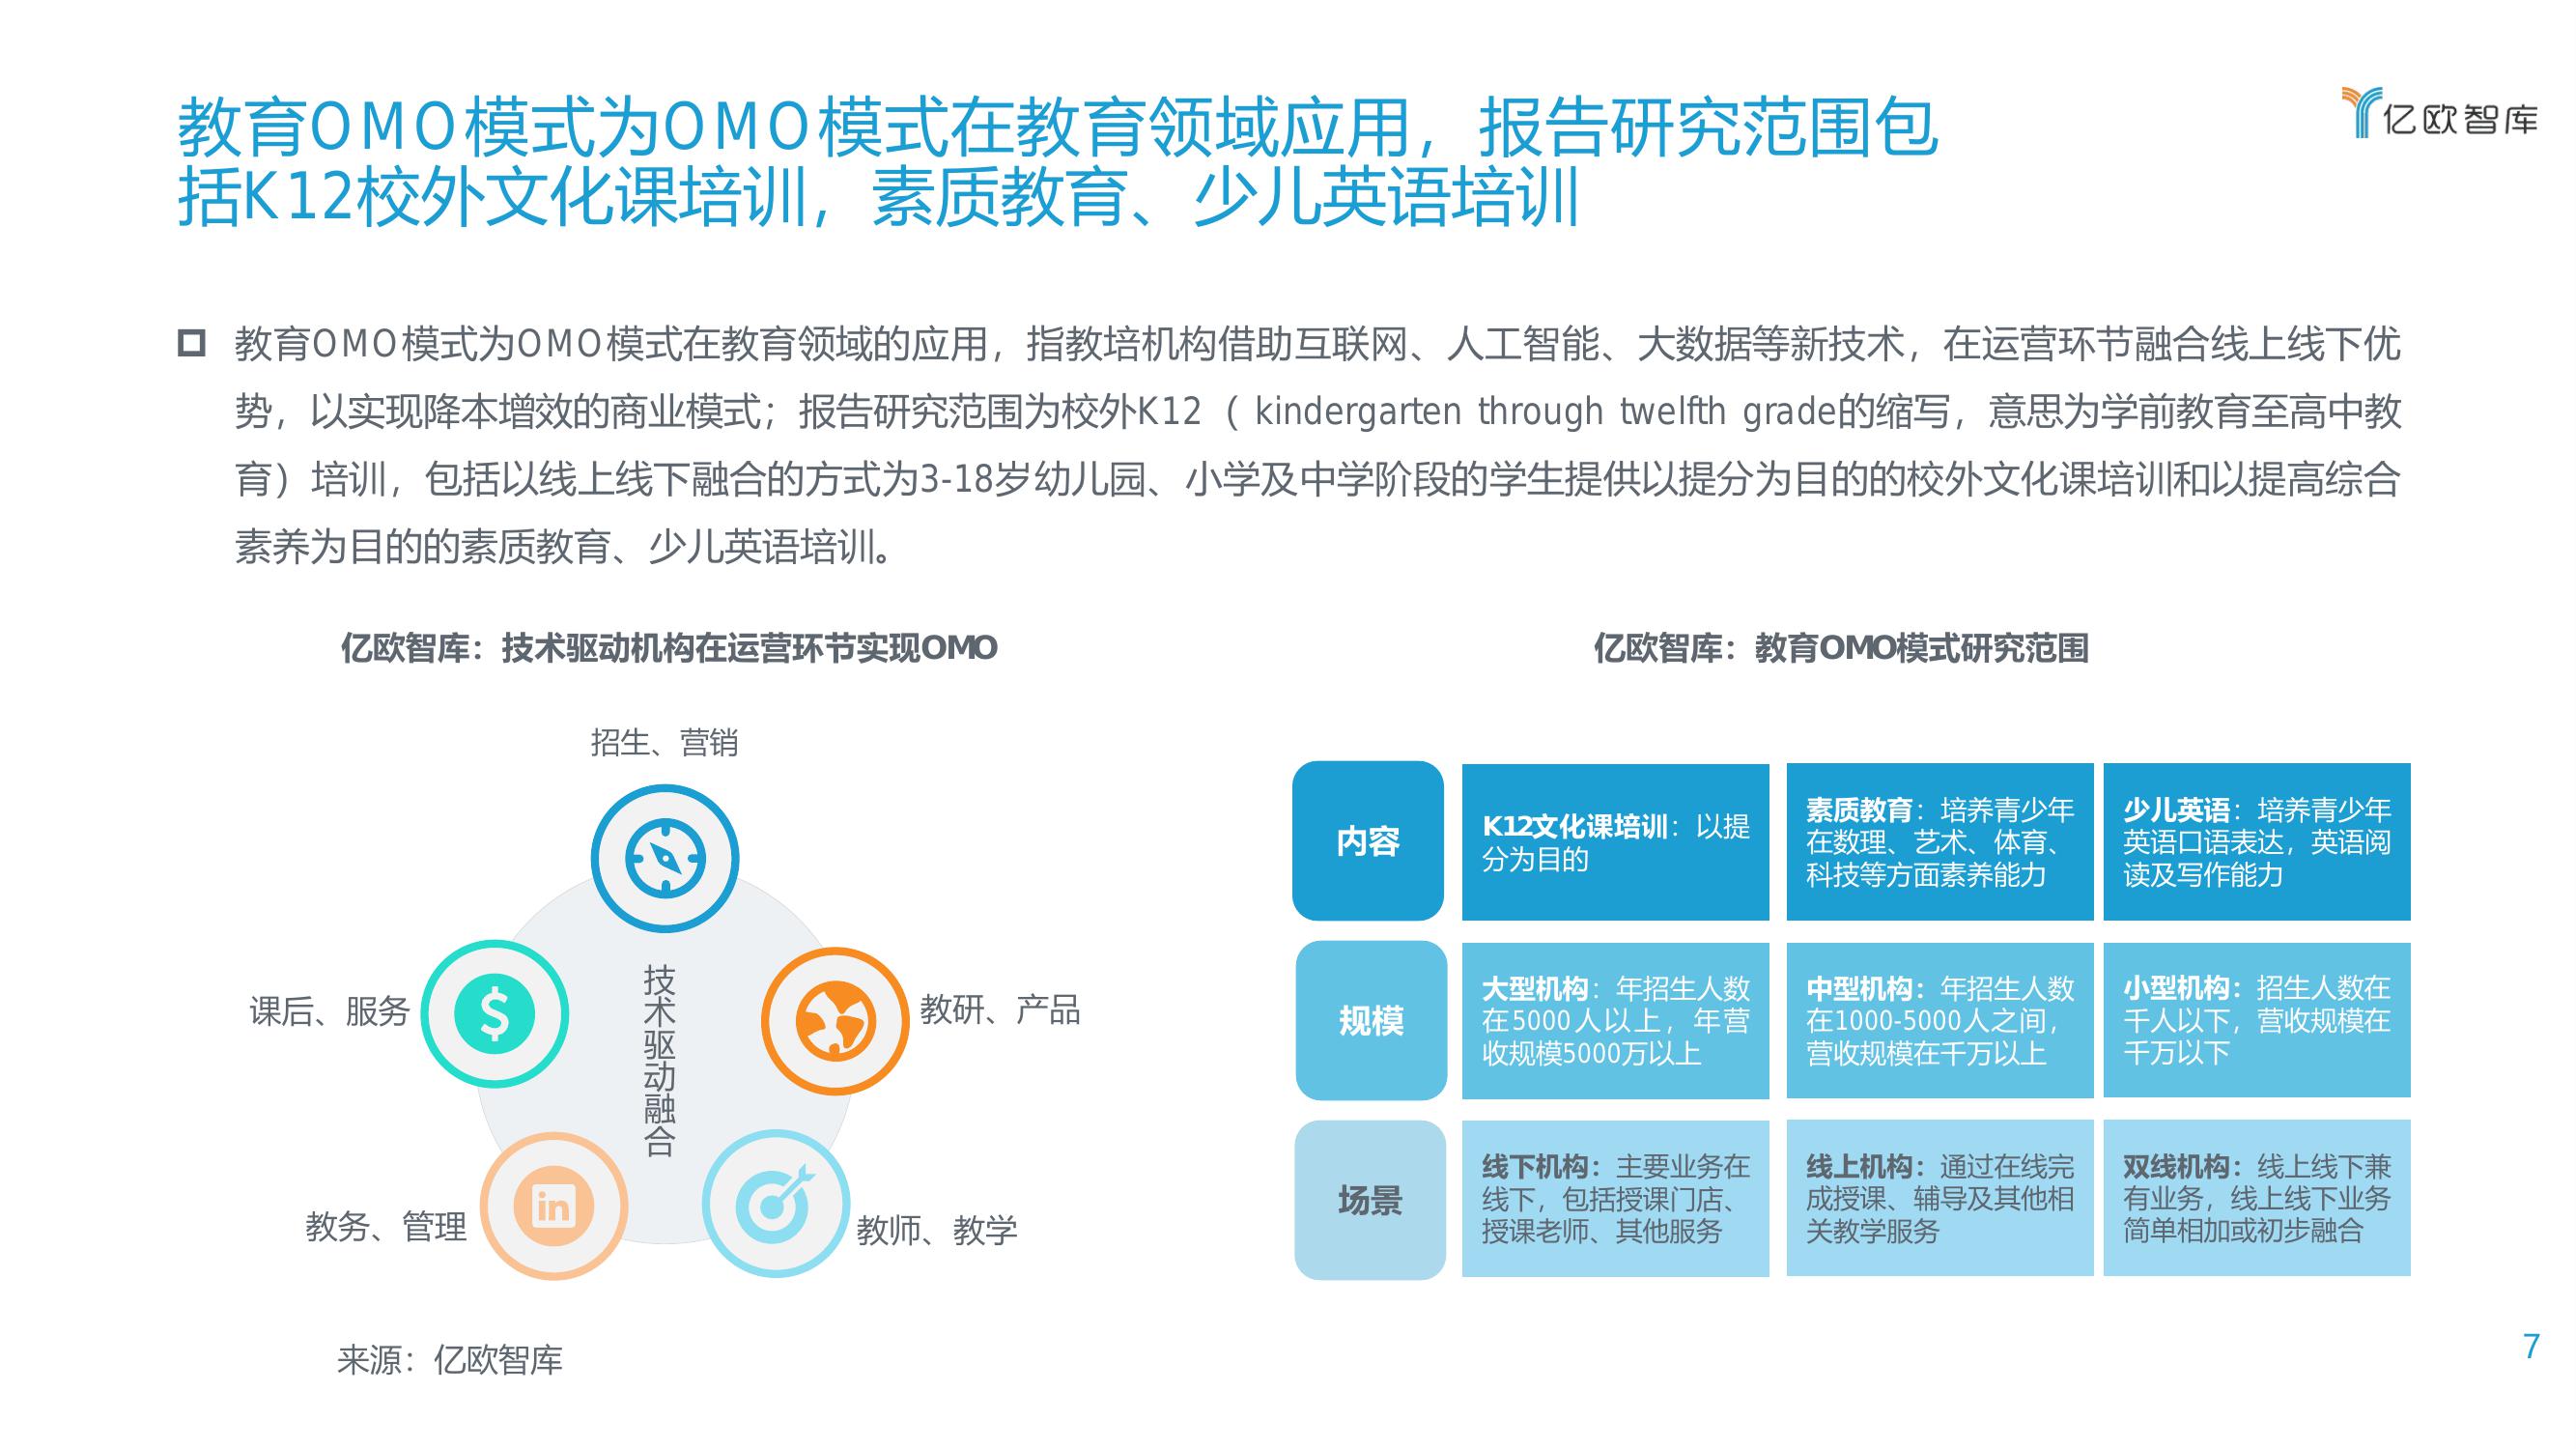 教育OMO模式为OMO模式在教育领域应用，报告研究范围包
括K12校外文化课培训，素质教育、少儿英语培训
亿欧智库
教育OMO模式为OMO模式在教育领域的应用，指教培机构借助互联网、人工智能、大数据等新技术，在运营环节融合线上线下优
势，以实现降本增效的商业模式；报告研究范围为校外K12（ kindergarten through twelfth grade的缩写，意思为学前教育至高中教
育）培训，包括以线上线下融合的方式为3-18岁幼儿园、小学及中学阶段的学生提供以提分为目的的校外文化课培训和以提高综合
素养为目的的素质教育、少儿英语培训。
亿欧智库：技术驱动机构在运营环节实现OMO
招生、营销
课后、服务
教研、产品
技术驱动融合
教务、管理
in
教师、教学
来源：亿欧智库
亿欧智库：教育OMO模式研究范围
内容
K12文化课培训：以提
分为目的
素质教育：培养青少年
在数理、艺术、体育、
科技等方面素养能力
少儿英语：培养青少年
英语口语表达，英语阅
读及写作能力
规模
大型机构：年招生人数
在5000人以上，年营
收规模5000万以上
中型机构：年招生人数
在1000-5000人之间，
营收规模在千万以上
小型机构：招生人数在
千人以下，营收规模在
千万以下
场景
线下机构：主要业务在
线下，包括授课门店、
授课老师、其他服务
线上机构：通过在线完
成授课、辅导及其他相
关教学服务
双线机构：线上线下兼
有业务，线上线下业务
简单相加或初步融合
7